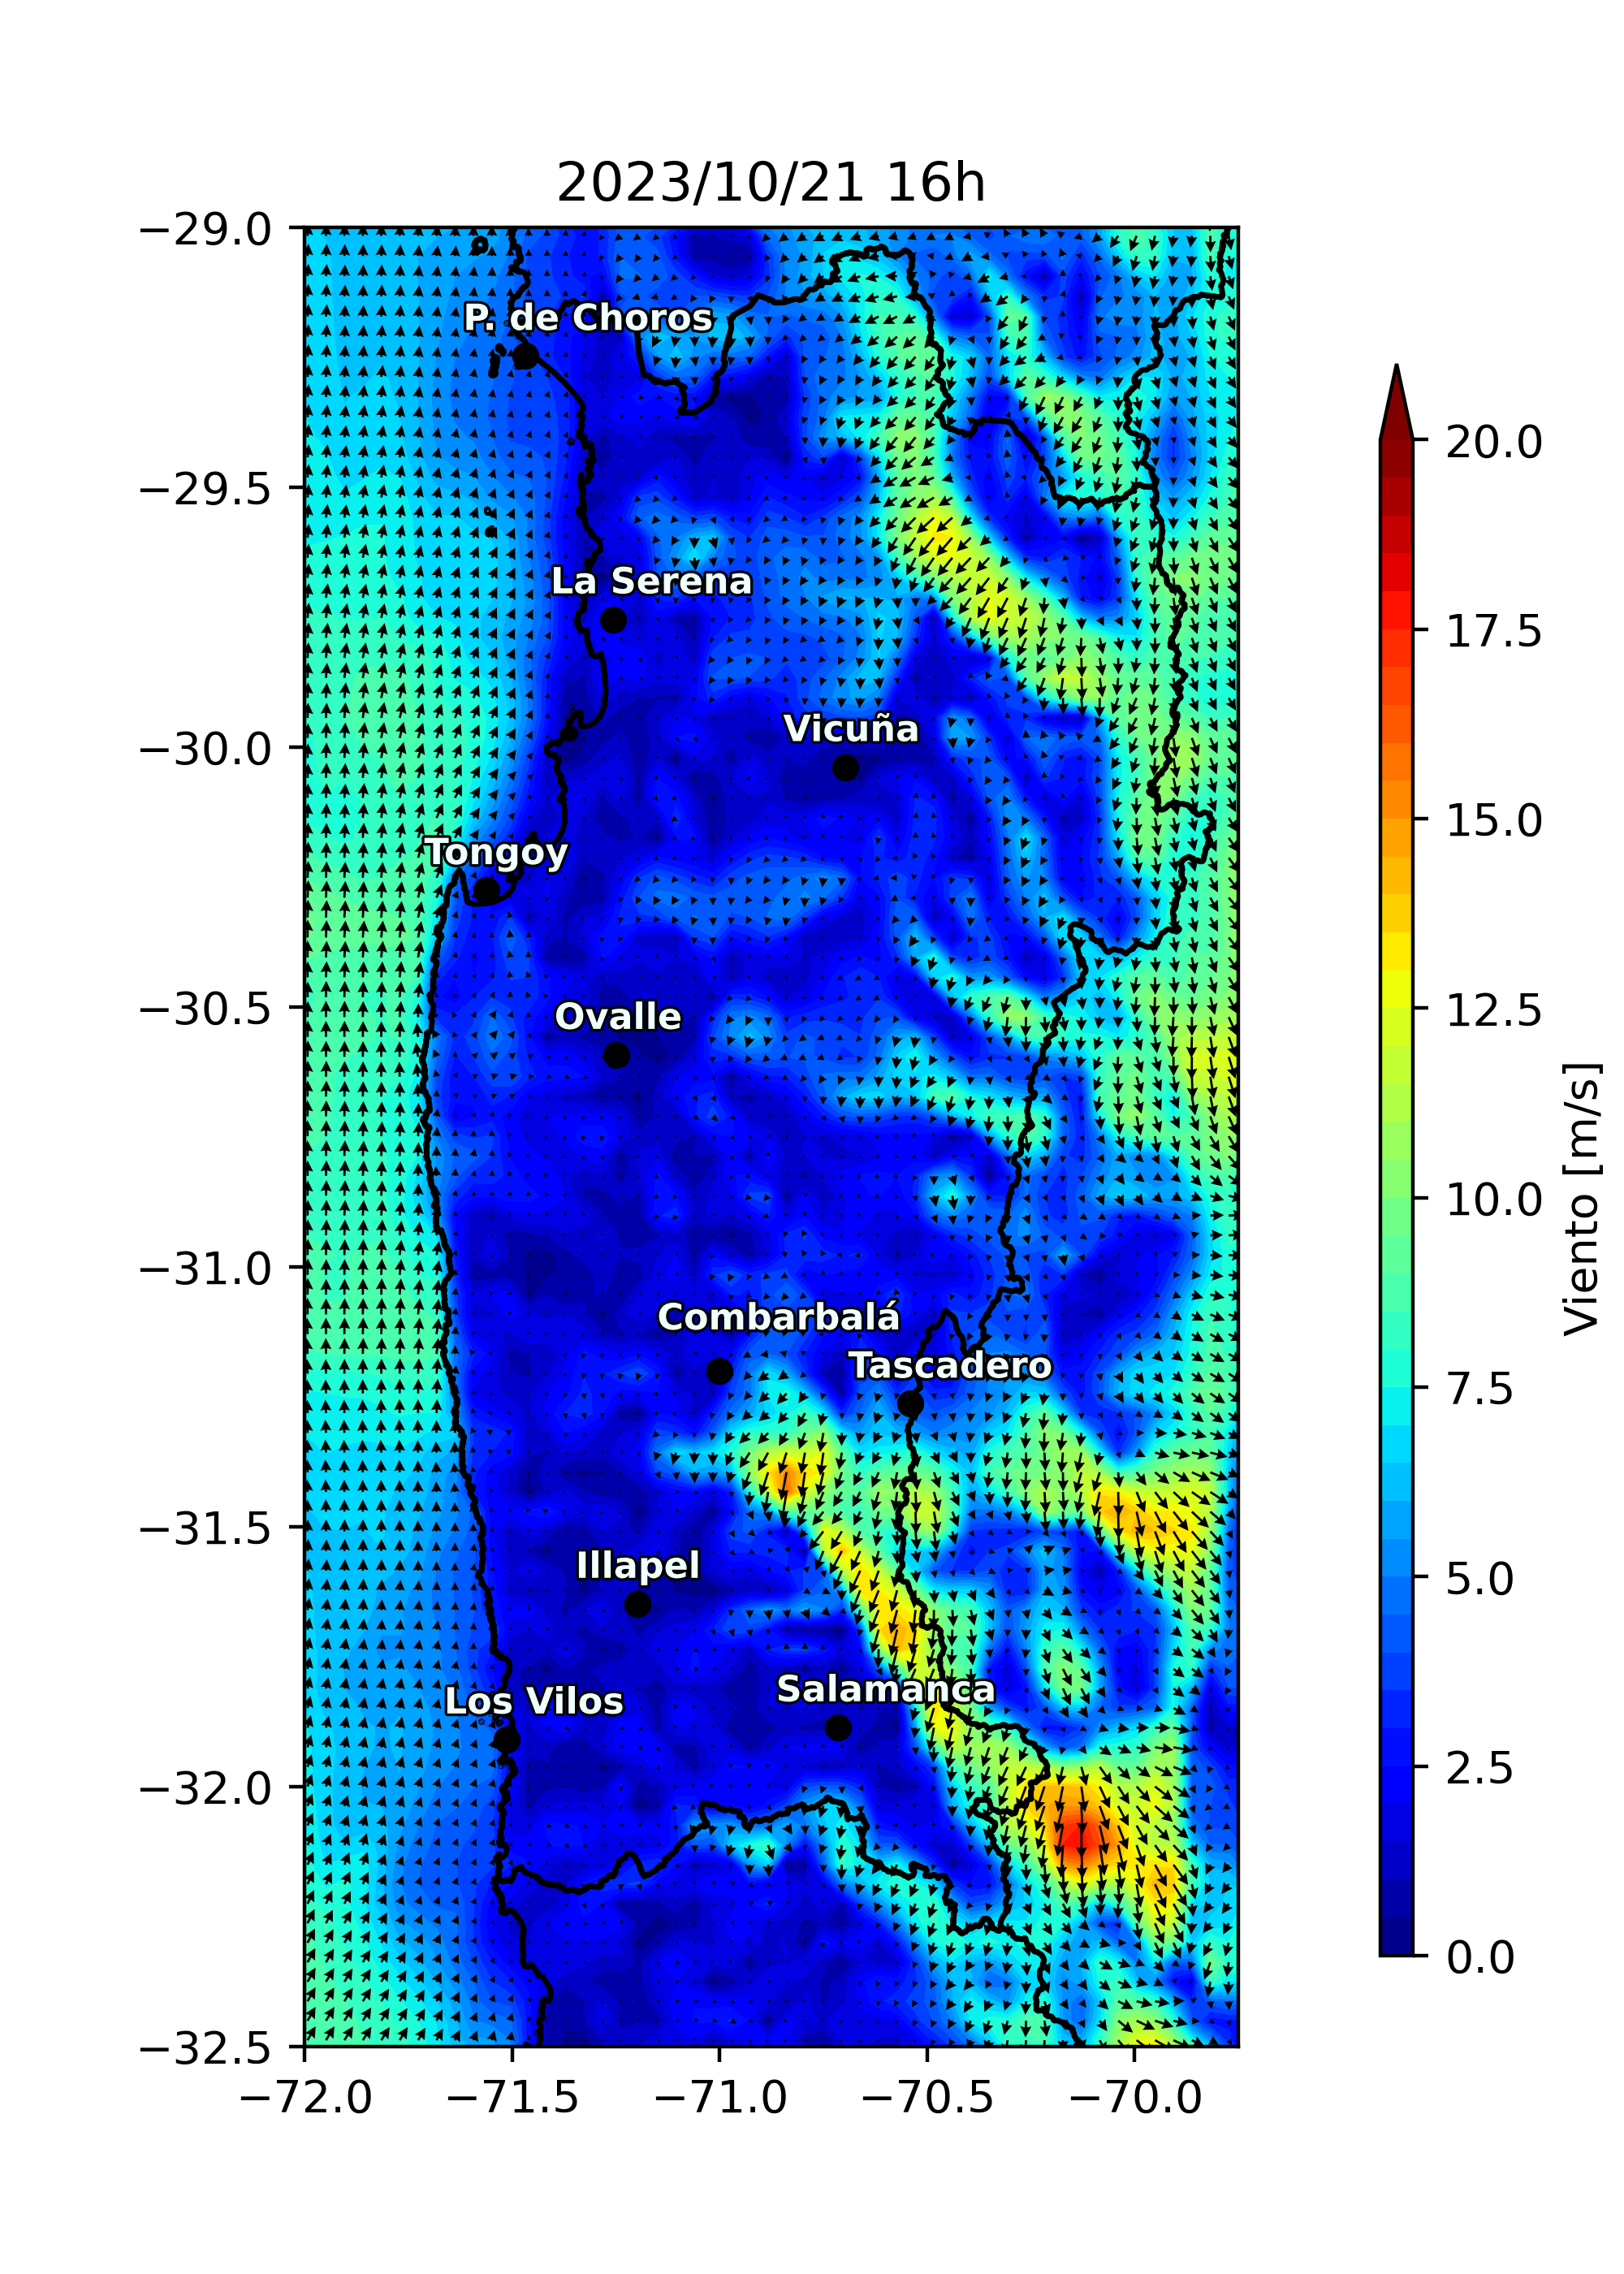 2023/10/21 16h
−29.0
−29.5
−30.0
−30.5
−31.0
−31.5
−32.0
−32.5
−72.0
−71.5
−71.0
−70.5
−70.0
P. de Choros
La Serena
Vicuña
Tongoy
Ovalle
Combarbalá
Tascadero
Illapel
Salamanca
Los Vilos
20.0
17.5
15.0
12.5
10.0
7.5
5.0
2.5
0.0
Viento [m/s]